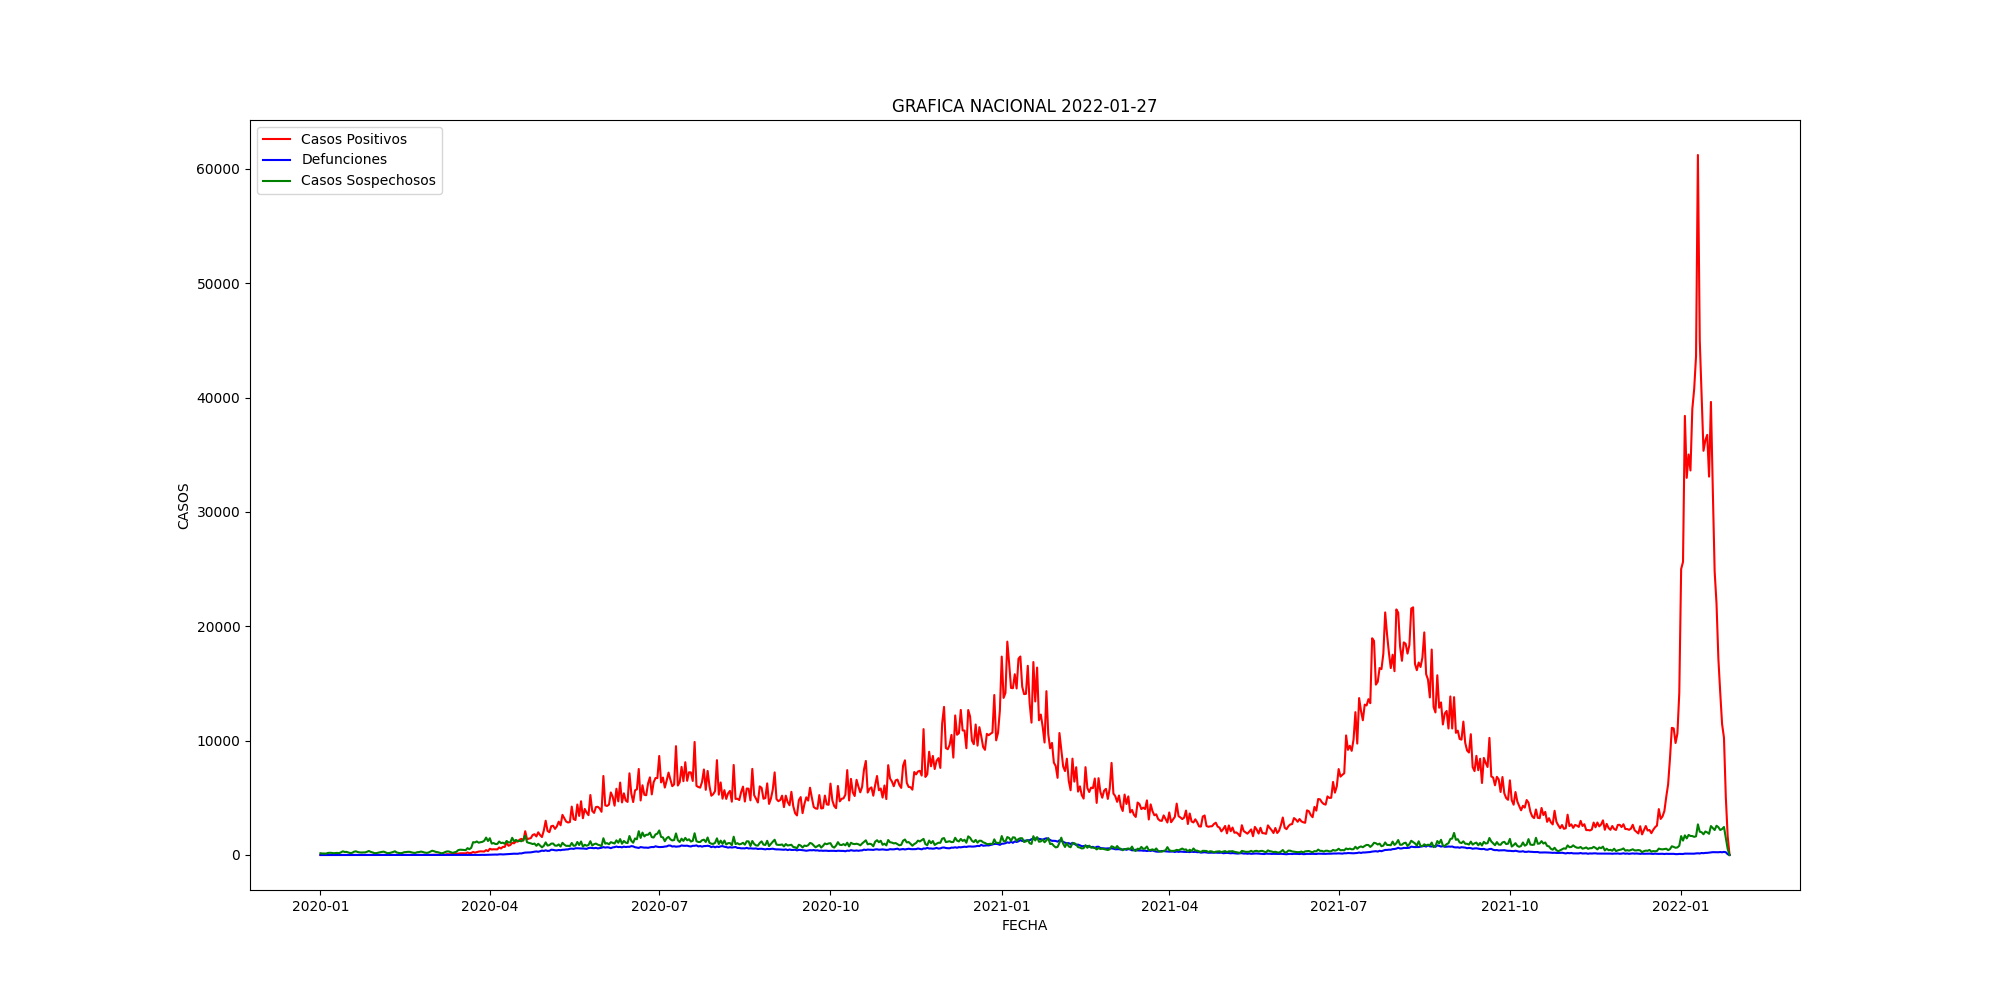 GRAFICA NACIONAL 2022-01-27
Casos Positivos
Defunciones
Casos Sospechosos
60000
50000
40000
30000
20000
10000
0
CASOS
2020-01 2020-04 2020-07 2020-10 2021-01 2021-04 2021-07 2021-10 2022-01
FECHA